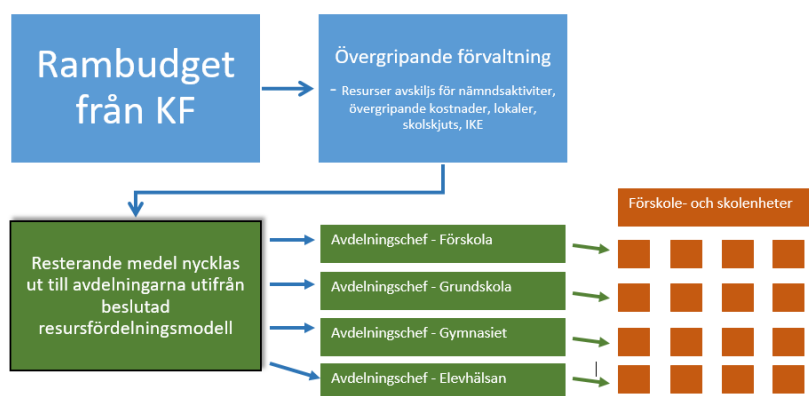 Rambudget
från KF
Övergripande förvaltning
- Resurser avskiljs för nämndsaktiviter,
övergripande kostnader, lokaler,
skolskjuts, IKE
Förskole- och skolenheter
Resterande medel nycklas
ut till avdelningarna utifrån
beslutad
resursfördelningsmodell
Avdelningschef - Förskola
Avdelningschef - Grundskola
Avdelningschef - Gymnasiet
Avdelningschef - Elevhälsan